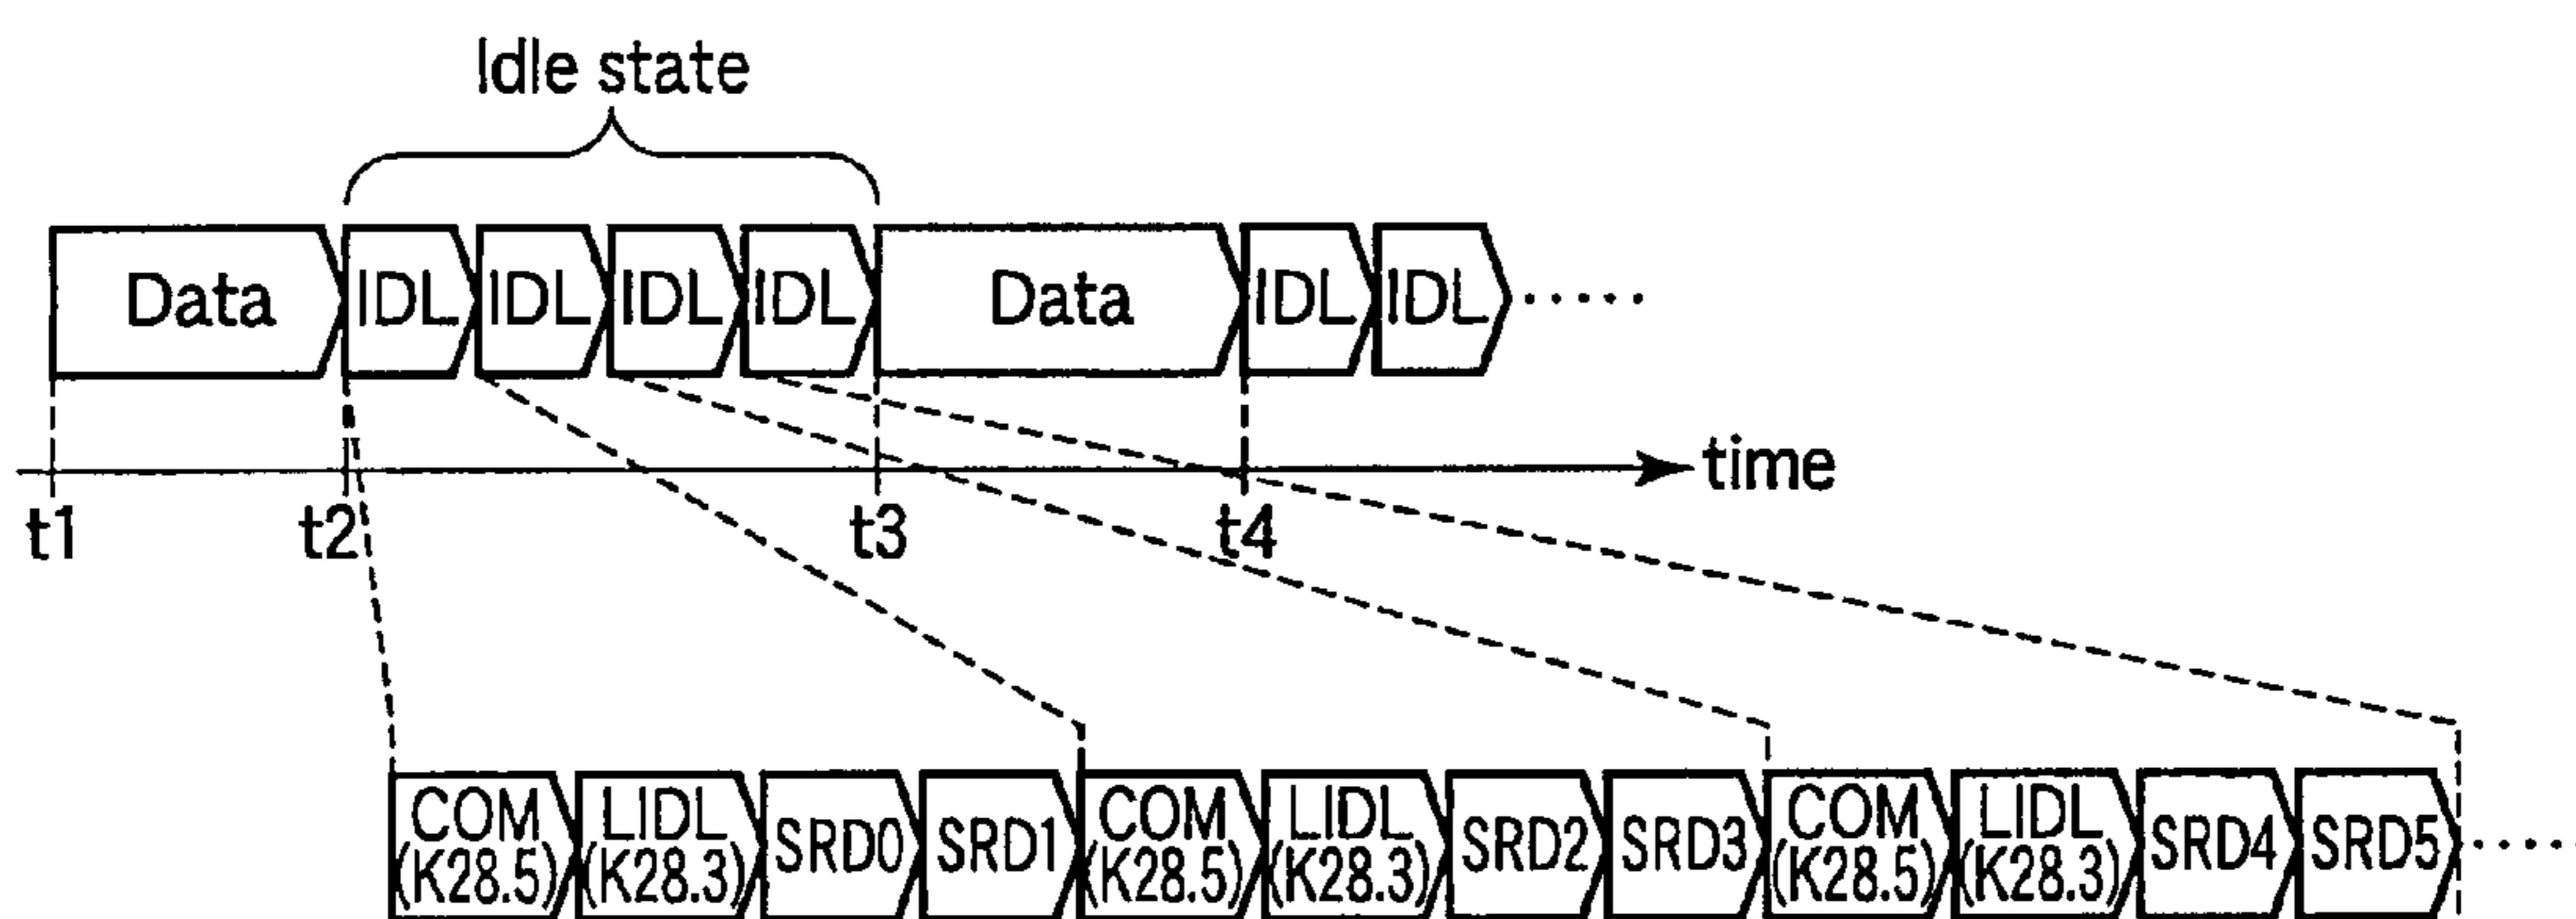 Idle state
Data IDL IDL IDL IDL Data IDL IDL ·····
time
t1 t2 t3 t4
COM (K28.5) LIDL (K28.3) SRD0 SRD1 COM (K28.5) LIDL (K28.3) SRD2 SRD3 COM (K28.5) LIDL (K28.3) SRD4 SRD5 ·····